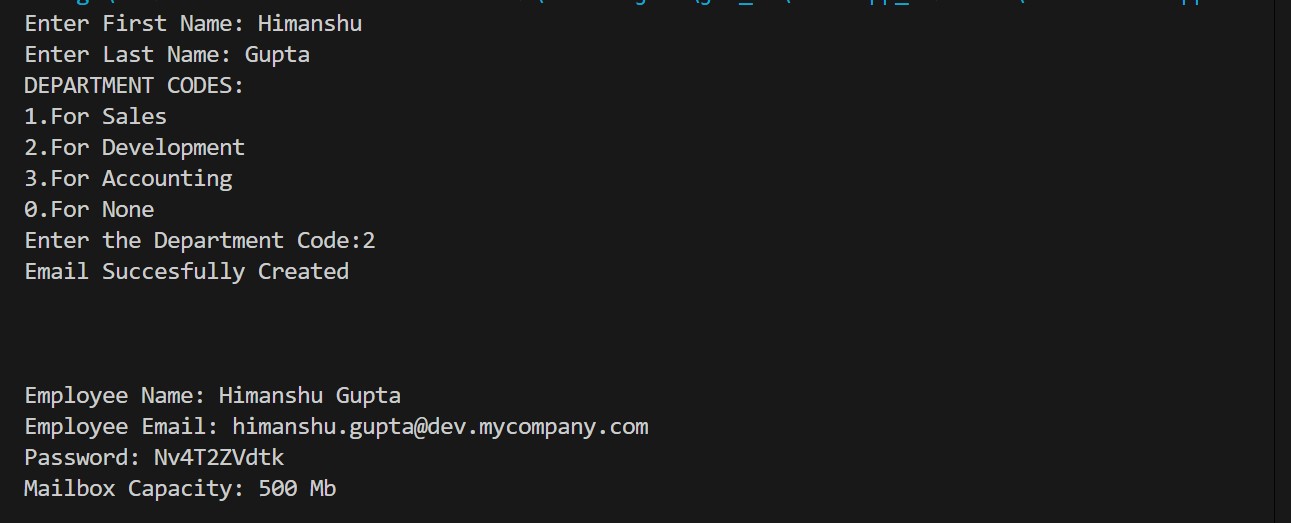 Enter First Name: Himanshu
Enter Last Name: Gupta
DEPARTMENT CODES:
1.For Sales
2.For Development
3.For Accounting
0.For None
Enter the Department Code:2
Email Succesfully Created
Employee Name: Himanshu Gupta
Employee Email: himanshu.gupta@dev.mycompany.com
Password: Nv4T2ZVdtk
Mailbox Capacity: 500 Mb